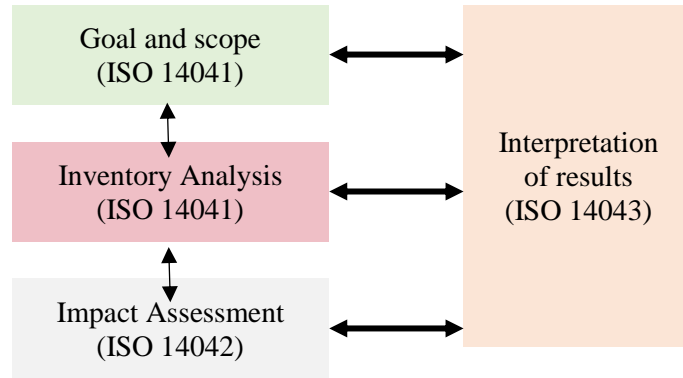 Goal and scope
(ISO 14041)
Inventory Analysis
(ISO 14041)
Impact Assessment
(ISO 14042)
Interpretation
of results
(ISO 14043)